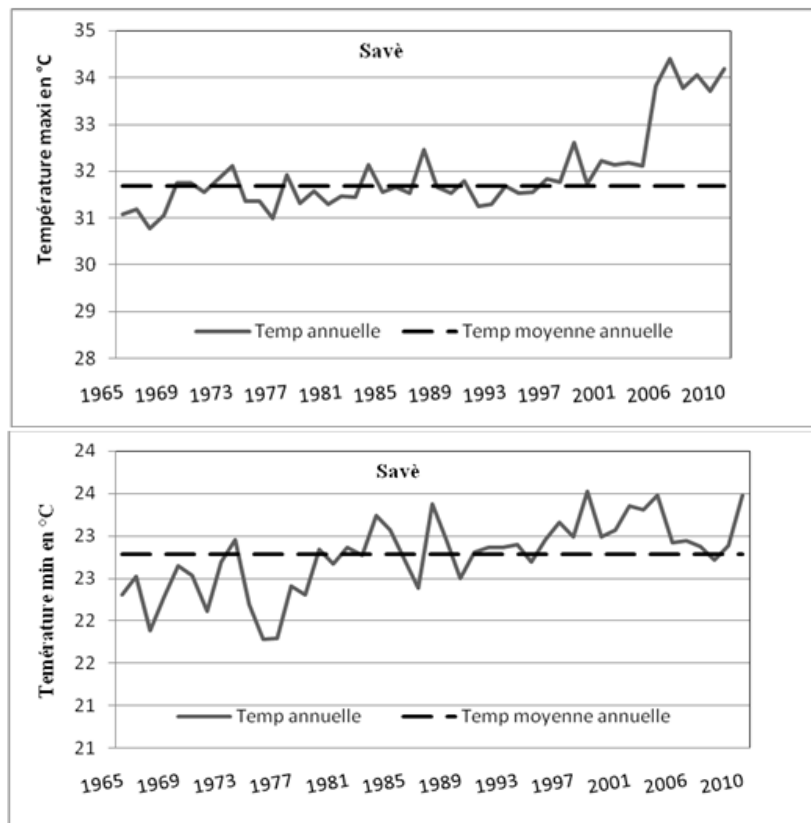 Savè
Température maxi en °C
35
34
33
32
31
30
29
28
Temp annuelle
Temp moyenne annuelle
1965 1969 1973 1977 1981 1985 1989 1993 1997 2001 2006 2010
Savè
Temérature min en °C
24
24
23
23
22
22
21
21
Temp annuelle
Temp moyenne annuelle
1965 1969 1973 1977 1981 1985 1989 1993 1997 2001 2006 2010